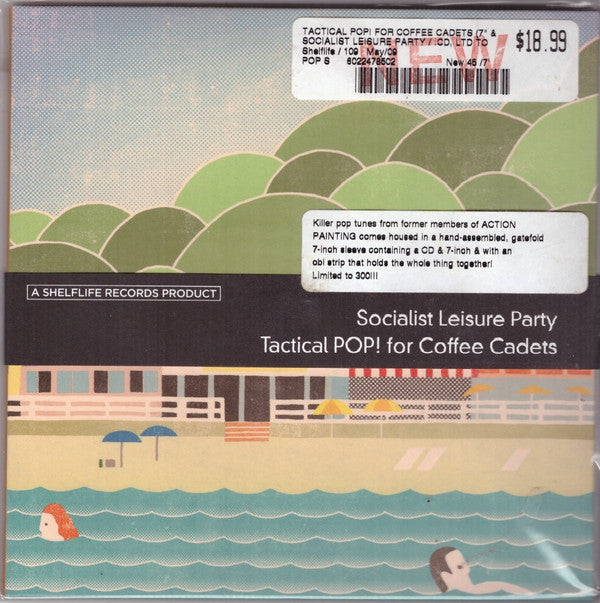 TACTICAL POP! FOR COFFEE CADETS (7" &
SOCIALIST LEISURE PARTY / CD, LTD TO
Shelflife / 109 May/09
POP S 6022478502 New 45 /7"
$18.99
NEW
Killer pop tunes from former members of ACTION
PAINTING comes housed in a hand-assembled, gatefold
7-inch sleeve containing a CD & 7-inch & with an
obi strip that holds the whole thing together!
Limited to 300!!!
A SHELFLIFE RECORDS PRODUCT
Socialist Leisure Party
Tactical POP! for Coffee Cadets